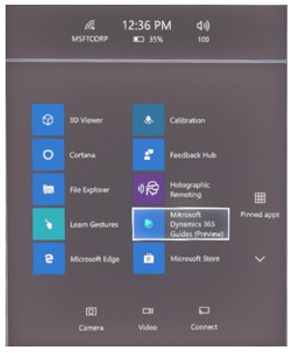 12:36 PM
MSFTCORP
35%
100
3D Viewer
Calibration
Cortana
Feedback Hub
File Explorer
Holographic
Remoting
Pinned apps
Learn Gestures
Microsoft
Dynamics 365
Guides (Preview)
Microsoft Edge
Microsoft Store
Camera
Video
Connect